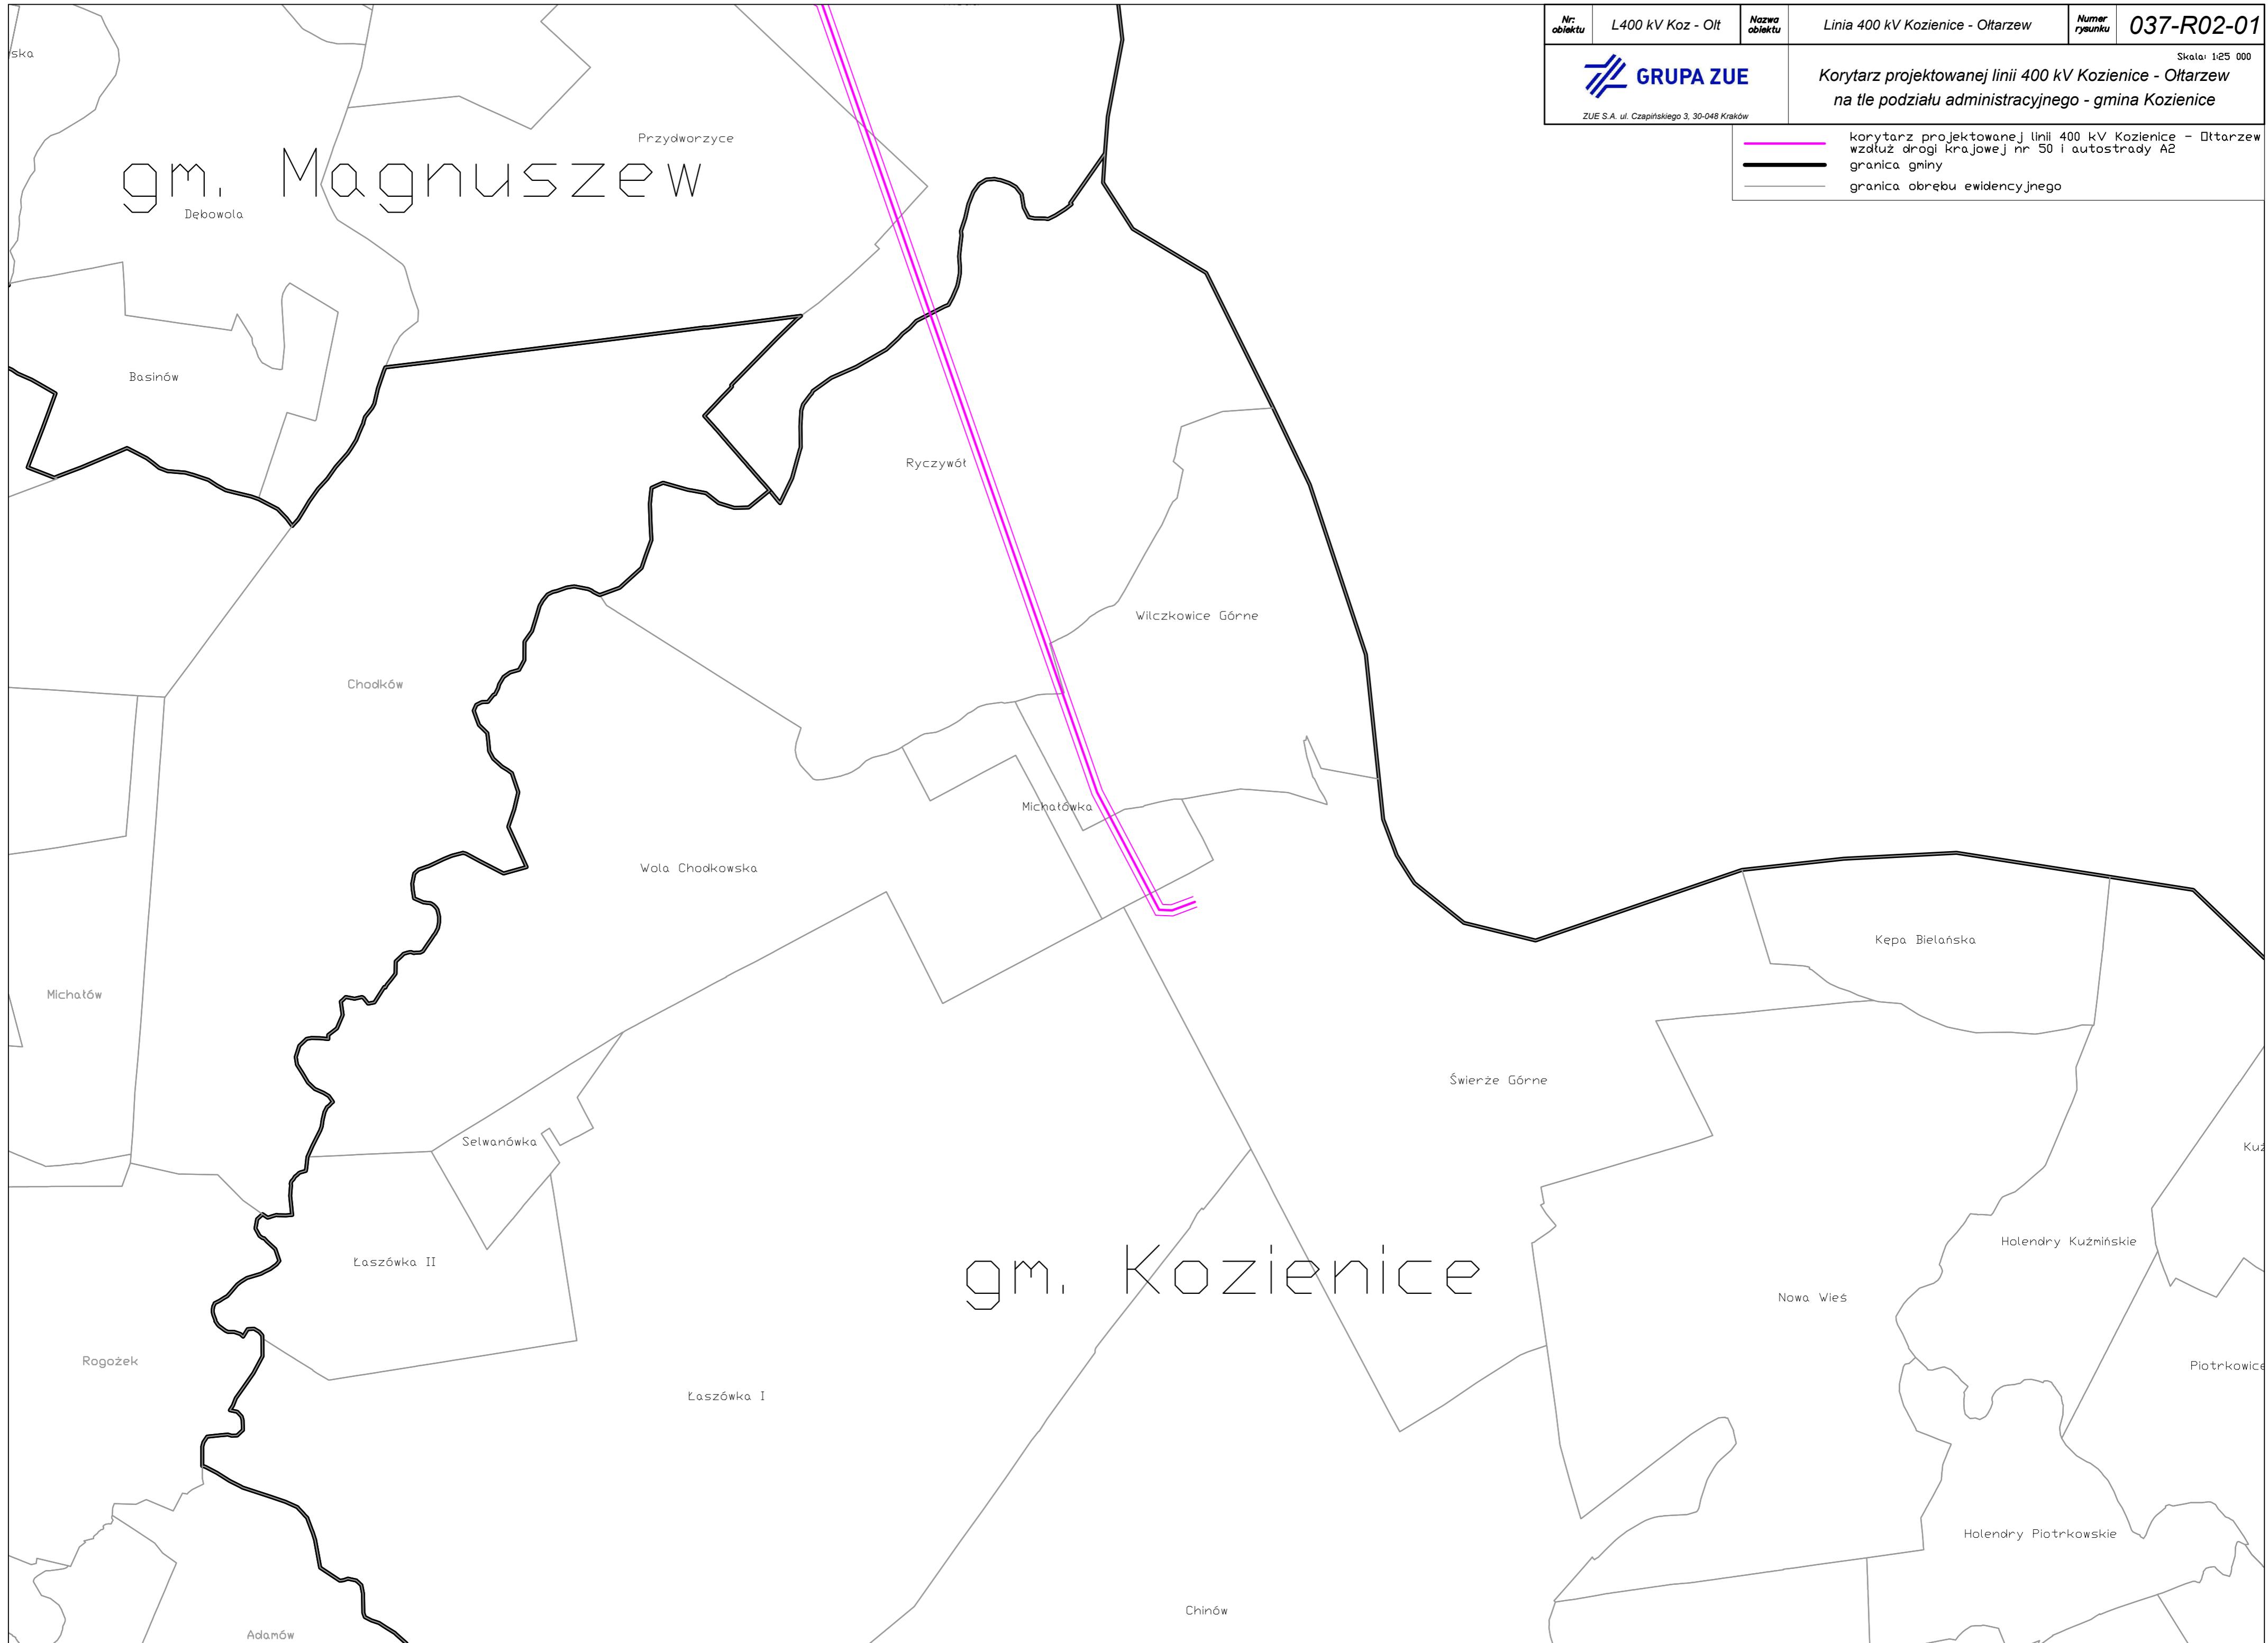 Nr:
obiektu
L400 kV Koz - Ołt
Nazwa
obiektu
Linia 400 kV Kozienice - Ołtarzew
Numer
rysunku
037-R02-01
Skala: 1:25 000
GRUPA ZUE
ZUE S.A. ul. Czapińskiego 3, 30-048 Kraków
Korytarz projektowanej linii 400 kV Kozienice - Ołtarzew
na tle podziału administracyjnego - gmina Kozienice
korytarz projektowanej linii 400 kV Kozienice - □łtarzew
wzdłuż drogi krajowej nr 50 i autostrady A2
granica gminy
granica obrębu ewidencyjnego
ska
Przydworzyce
gm. Magnuszew
Dębowola
Basinów
Ryczywół
Wilczkowice Górne
Chodków
Michałówka
Wola Chodkowska
Kępa Bielańska
Michałów
Świerże Górne
Selwanówka
Kuź
Holendry Kuźmińskie
Łaszówka II
gm. Kozienice
Nowa Wieś
Rogożek
Piotrkowice
Łaszówka I
Holendry Piotrkowskie
Chinów
Adamów